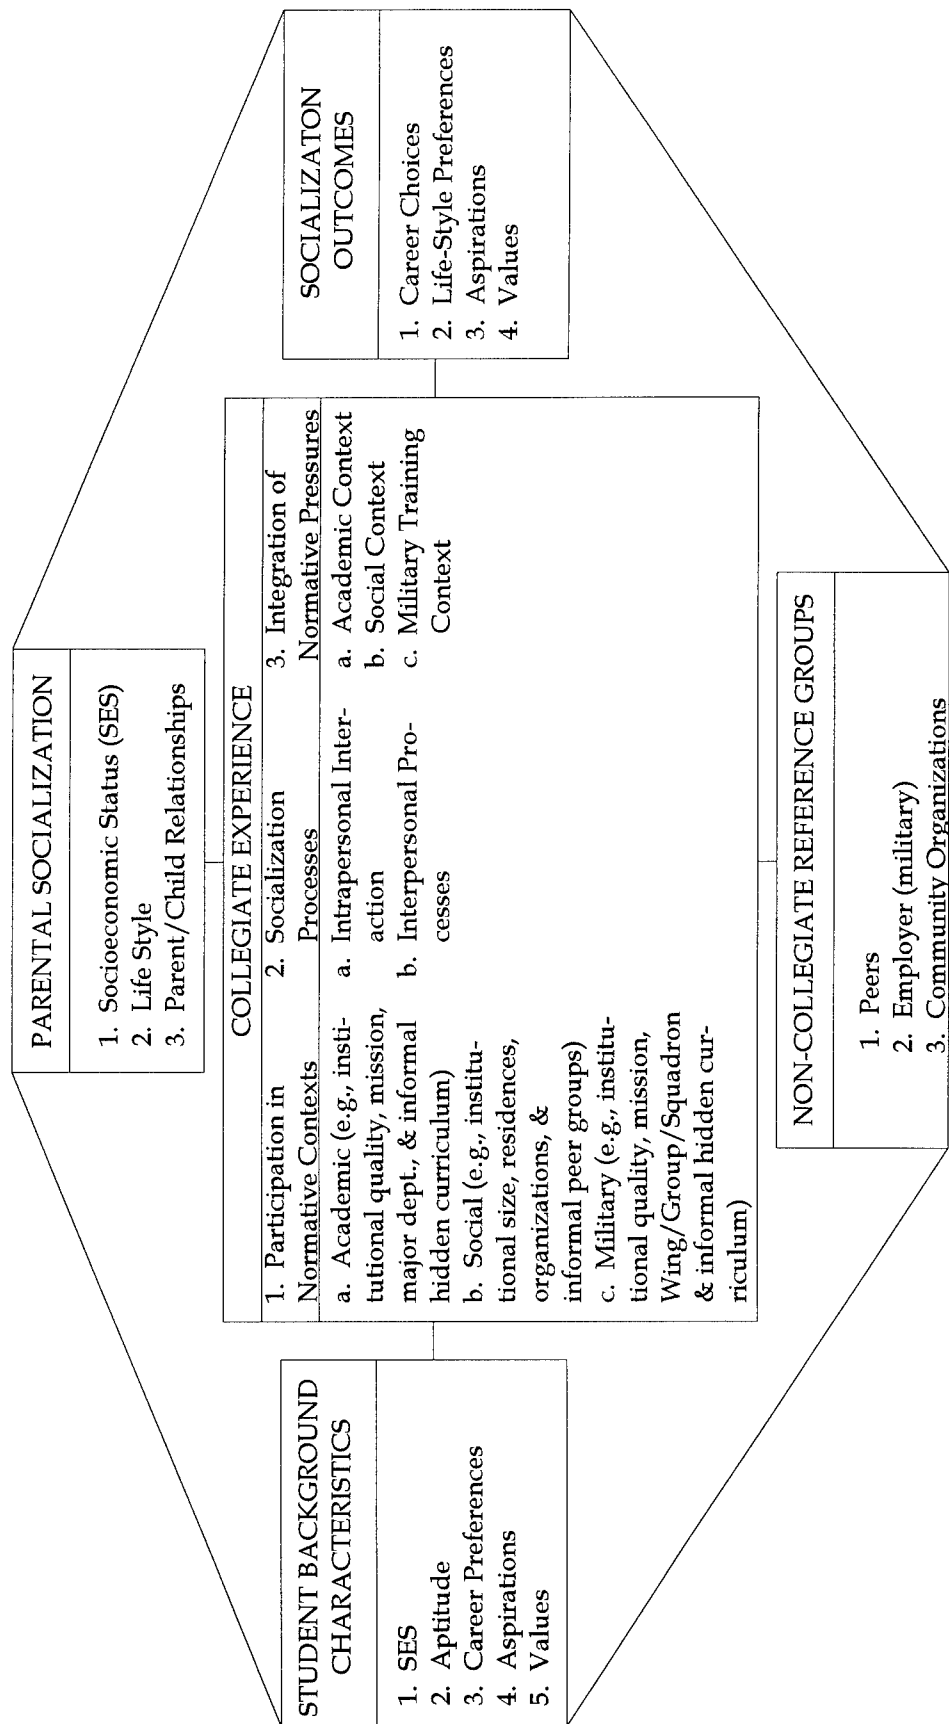 PARENTAL SOCIALIZATION
1. Socioeconomic Status (SES)
2. Life Style
3. Parent/Child Relationships
STUDENT BACKGROUND
CHARACTERISTICS
1. SES
2. Aptitude
3. Career Preferences
4. Aspirations
5. Values
COLLEGIATE EXPERIENCE
1. Participation in
Normative Contexts
a. Academic (e.g., insti-
tutional quality, mission,
major dept., & informal
hidden curriculum)
b. Social (e.g., institu-
tional size, residences,
organizations, &
informal peer groups)
c. Military (e.g., institu-
tional quality, mission,
Wing/Group/Squadron
& informal hidden cur-
riculum)
2. Socialization
Processes
a. Intrapersonal Inter-
action
b. Interpersonal Pro-
cesses
3. Integration of
Normative Pressures
a. Academic Context
b. Social Context
c. Military Training
Context
SOCIALIZATON
OUTCOMES
1. Career Choices
2. Life-Style Preferences
3. Aspirations
4. Values
NON-COLLEGIATE REFERENCE GROUPS
1. Peers
2. Employer (military)
3. Community Organizations